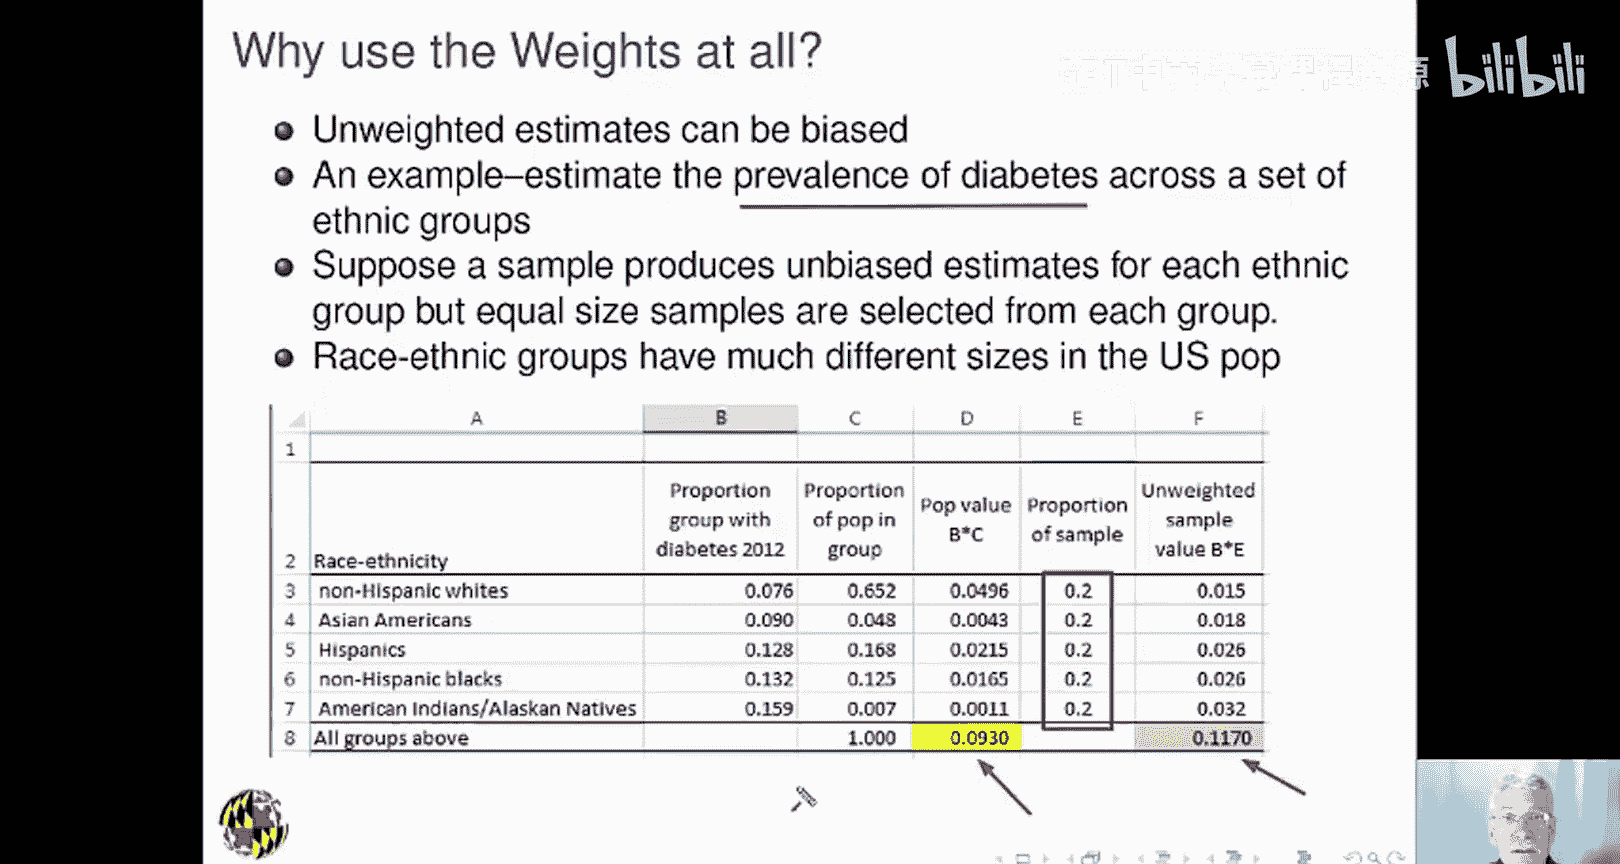 Why use the Weights at all?
bilibili
Unweighted estimates can be biased
An example–estimate the prevalence of diabetes across a set of
ethnic groups
Suppose a sample produces unbiased estimates for each ethnic
group but equal size samples are selected from each group.
Race-ethnic groups have much different sizes in the US pop
A B C D E F
1
2 Race-ethnicity Proportion group with diabetes 2012 Proportion of pop in group Pop value B*C Proportion of sample Unweighted sample value B*E
3 non-Hispanic whites 0.076 0.652 0.0496 0.2 0.015
4 Asian Americans 0.090 0.048 0.0043 0.2 0.018
5 Hispanics 0.128 0.168 0.0215 0.2 0.026
6 non-Hispanic blacks 0.132 0.125 0.0165 0.2 0.026
7 American Indians/Alaskan Natives 0.159 0.007 0.0011 0.2 0.032
8 All groups above 1.000 0.0930 0.1170